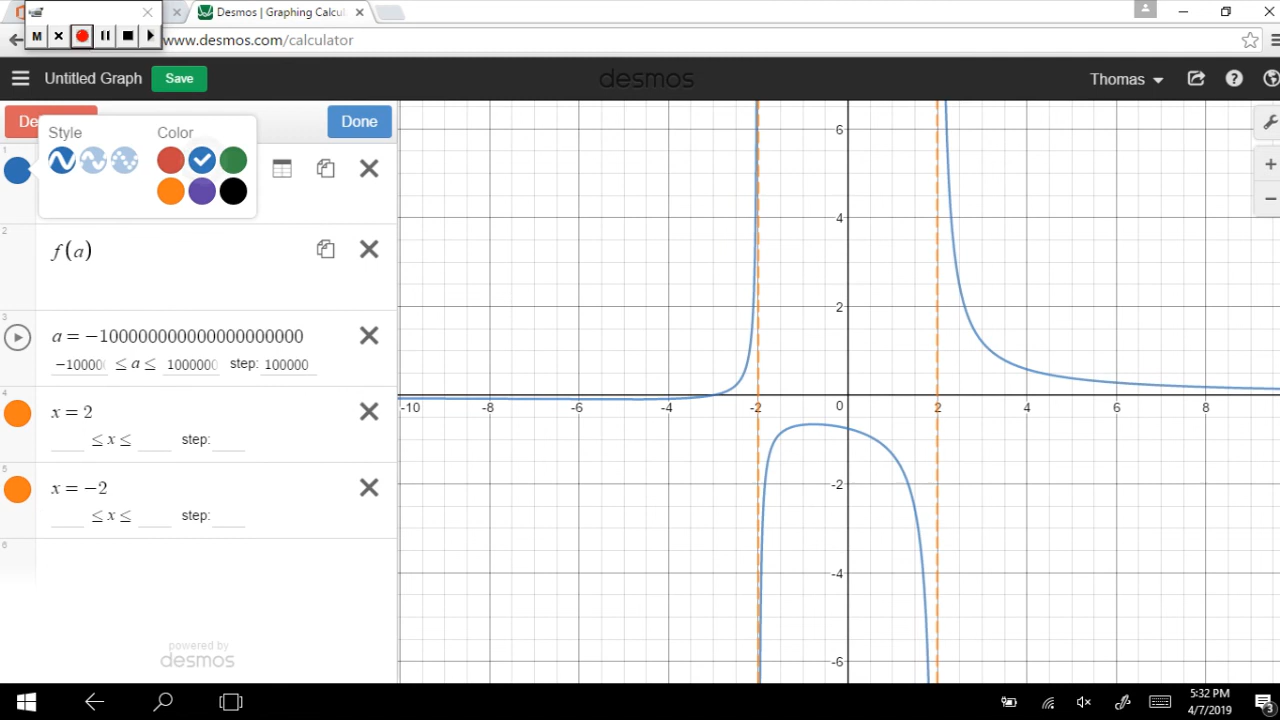 M
Desmos | Graphing Calcul
www.desmos.com/calculator
Untitled Graph
Save
desmos
Thomas
De
Done
Style
Color
1
2
f(a)
3
a = −100000000000000000000
−10000 ≤ a ≤ 1000000 step: 100000
4
x = 2
≤ x ≤ step:
5
x = −2
≤ x ≤ step:
6
powered by
desmos
6
4
2
-10 -8 -6 -4 -2 0 2 4 6 8
-2
-4
-6
5:32 PM
4/7/2019
3